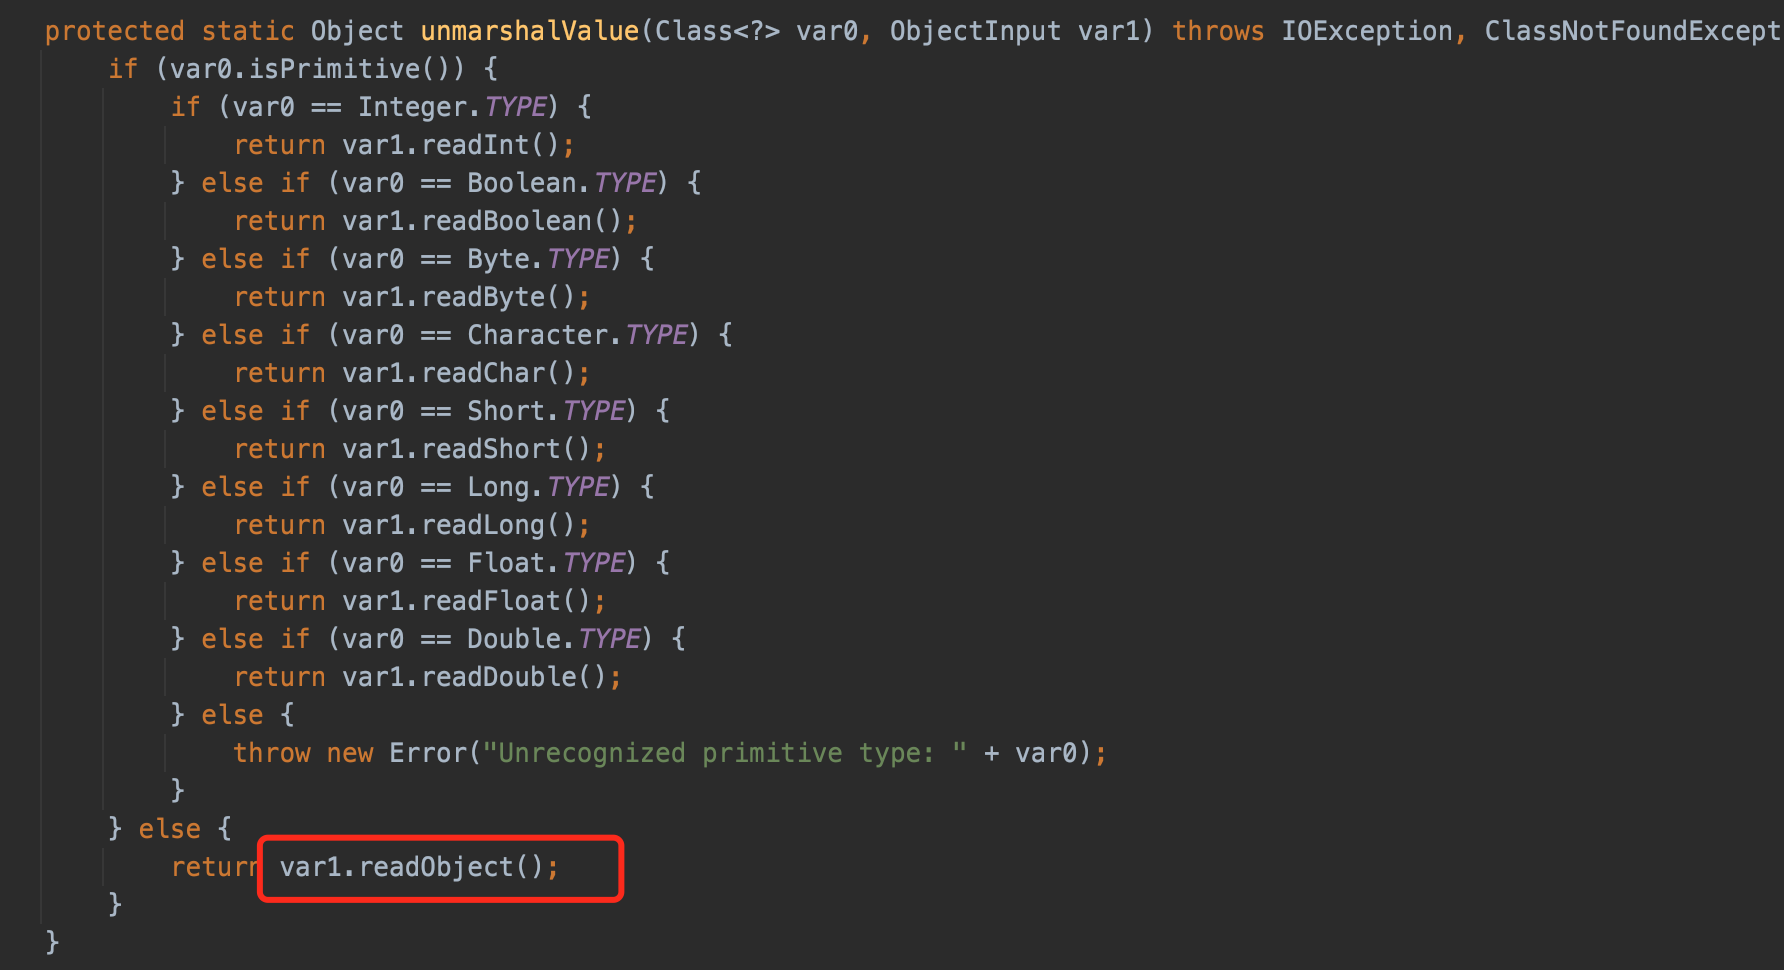 protected static Object unmarshalValue(Class<?> var0, ObjectInput var1) throws IOException, ClassNotFoundExcept
if (var0.isPrimitive()) {
if (var0 == Integer.TYPE) {
return var1.readInt();
} else if (var0 == Boolean.TYPE) {
return var1.readBoolean();
} else if (var0 == Byte.TYPE) {
return var1.readByte();
} else if (var0 == Character.TYPE) {
return var1.readChar();
} else if (var0 == Short.TYPE) {
return var1.readShort();
} else if (var0 == Long.TYPE) {
return var1.readLong();
} else if (var0 == Float.TYPE) {
return var1.readFloat();
} else if (var0 == Double.TYPE) {
return var1.readDouble();
} else {
throw new Error("Unrecognized primitive type: " + var0);
}
} else {
return var1.readObject();
}
}